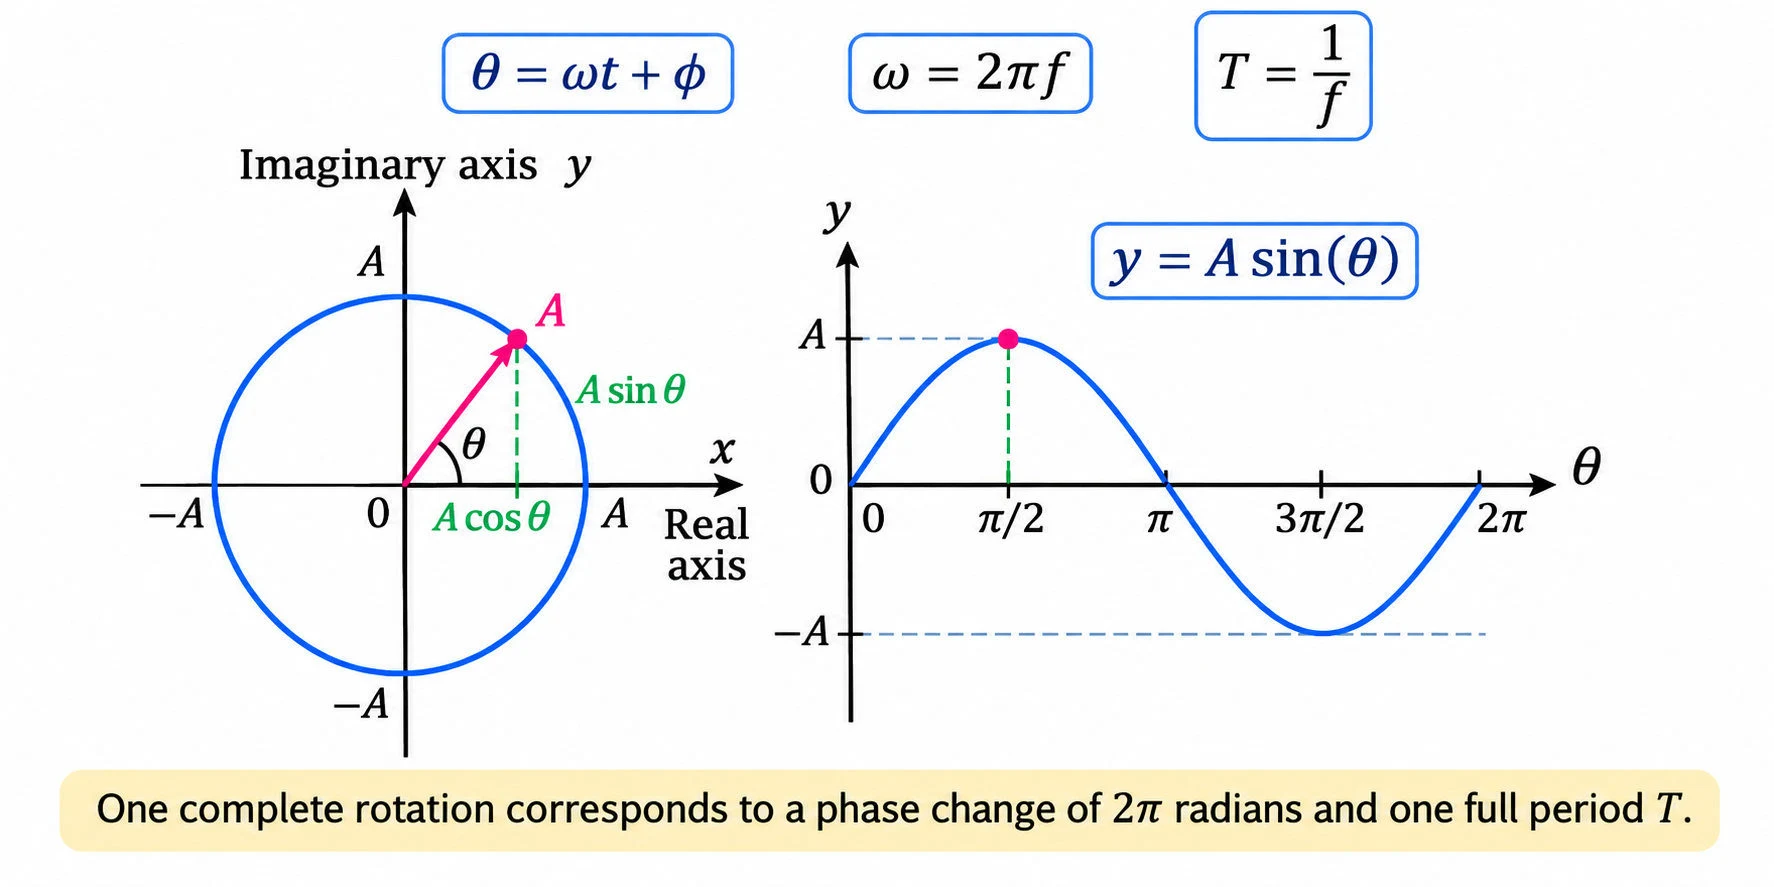 θ = ωt + ϕ
ω = 2πf
T = 1/f
Imaginary axis y
A
A
A sin θ
θ
x
−A
0
A cos θ
A
Real
axis
−A
y
y = A sin(θ)
A
0
θ
0
π/2
π
3π/2
2π
−A
One complete rotation corresponds to a phase change of 2π radians and one full period T.